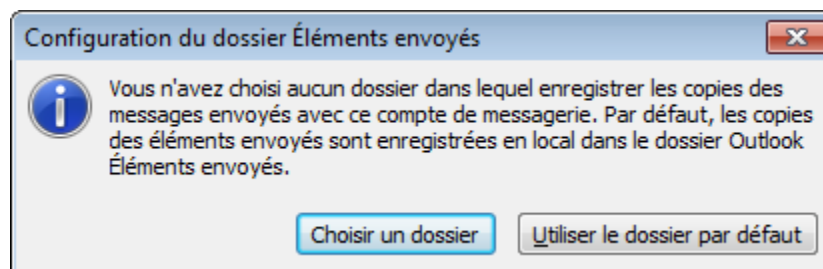 Configuration du dossier Éléments envoyés
Vous n'avez choisi aucun dossier dans lequel enregistrer les copies des
messages envoyés avec ce compte de messagerie. Par défaut, les copies
des éléments envoyés sont enregistrées en local dans le dossier Outlook
Éléments envoyés.
Choisir un dossier
Utiliser le dossier par défaut